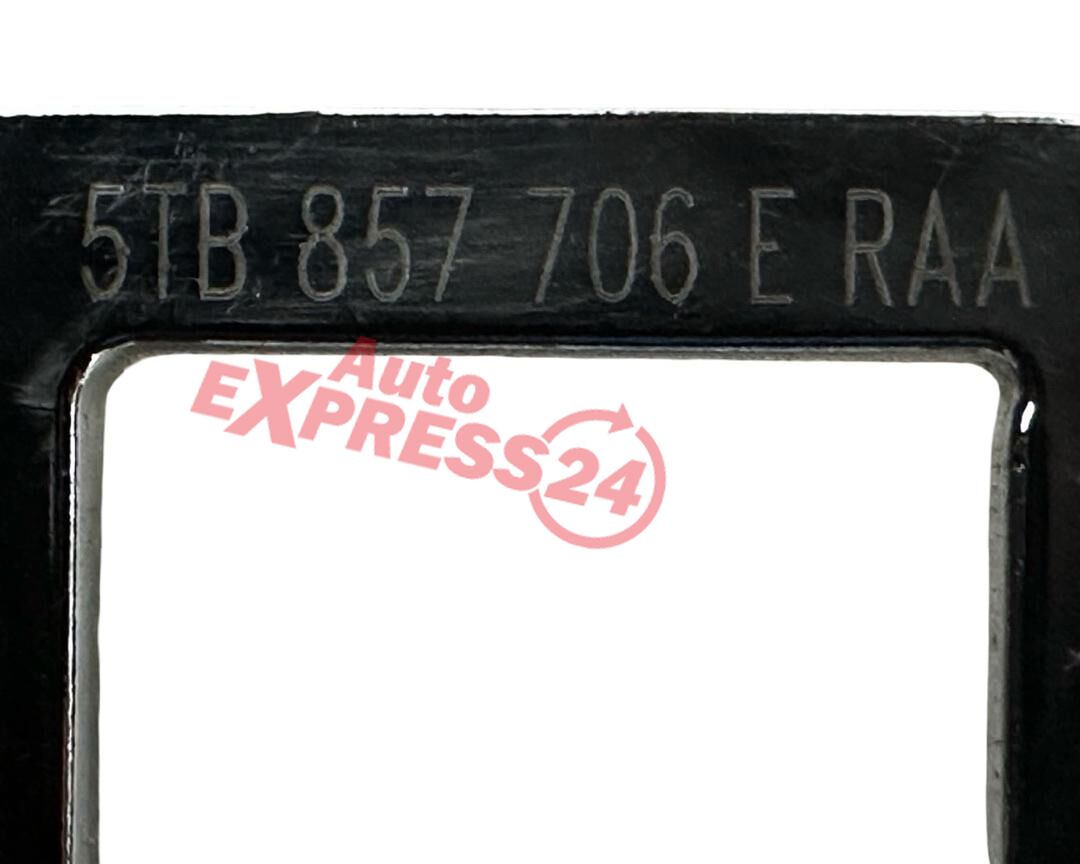 5TB 857 706 E RAA
Auto
EXPRESS24